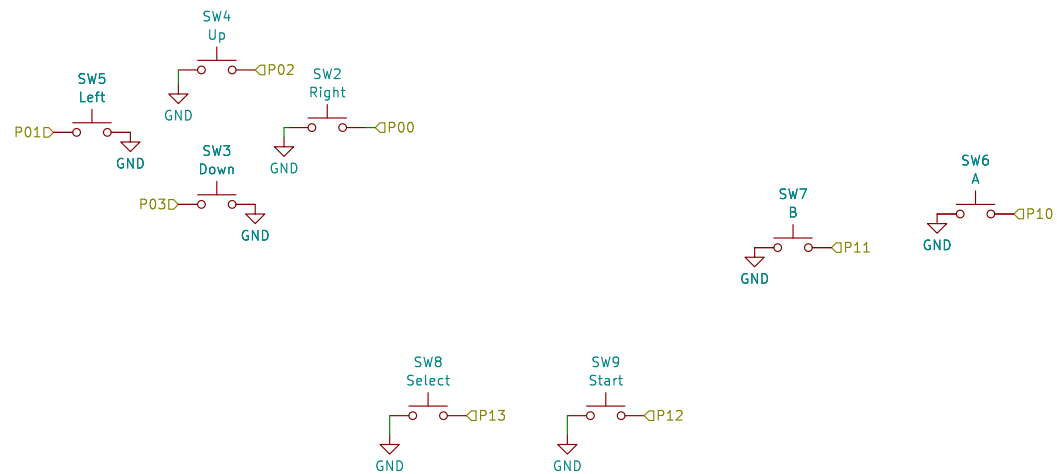 SW4
Up
P02
GND
SW5
Left
P01
GND
SW2
Right
P00
GND
SW3
Down
P03
GND
SW6
A
P10
GND
SW7
B
P11
GND
SW8
Select
P13
GND
SW9
Start
P12
GND